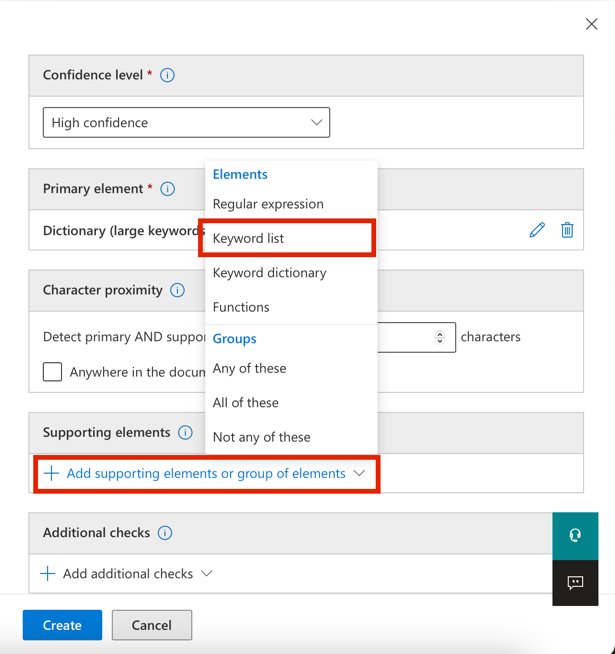 Confidence level *
High confidence
Primary element *
Dictionary (large keywords
Elements
Regular expression
Keyword list
Keyword dictionary
Functions
Groups
Any of these
All of these
Not any of these
Character proximity
Detect primary AND suppo
characters
Anywhere in the docum
Supporting elements
Add supporting elements or group of elements
Additional checks
Add additional checks
Create
Cancel